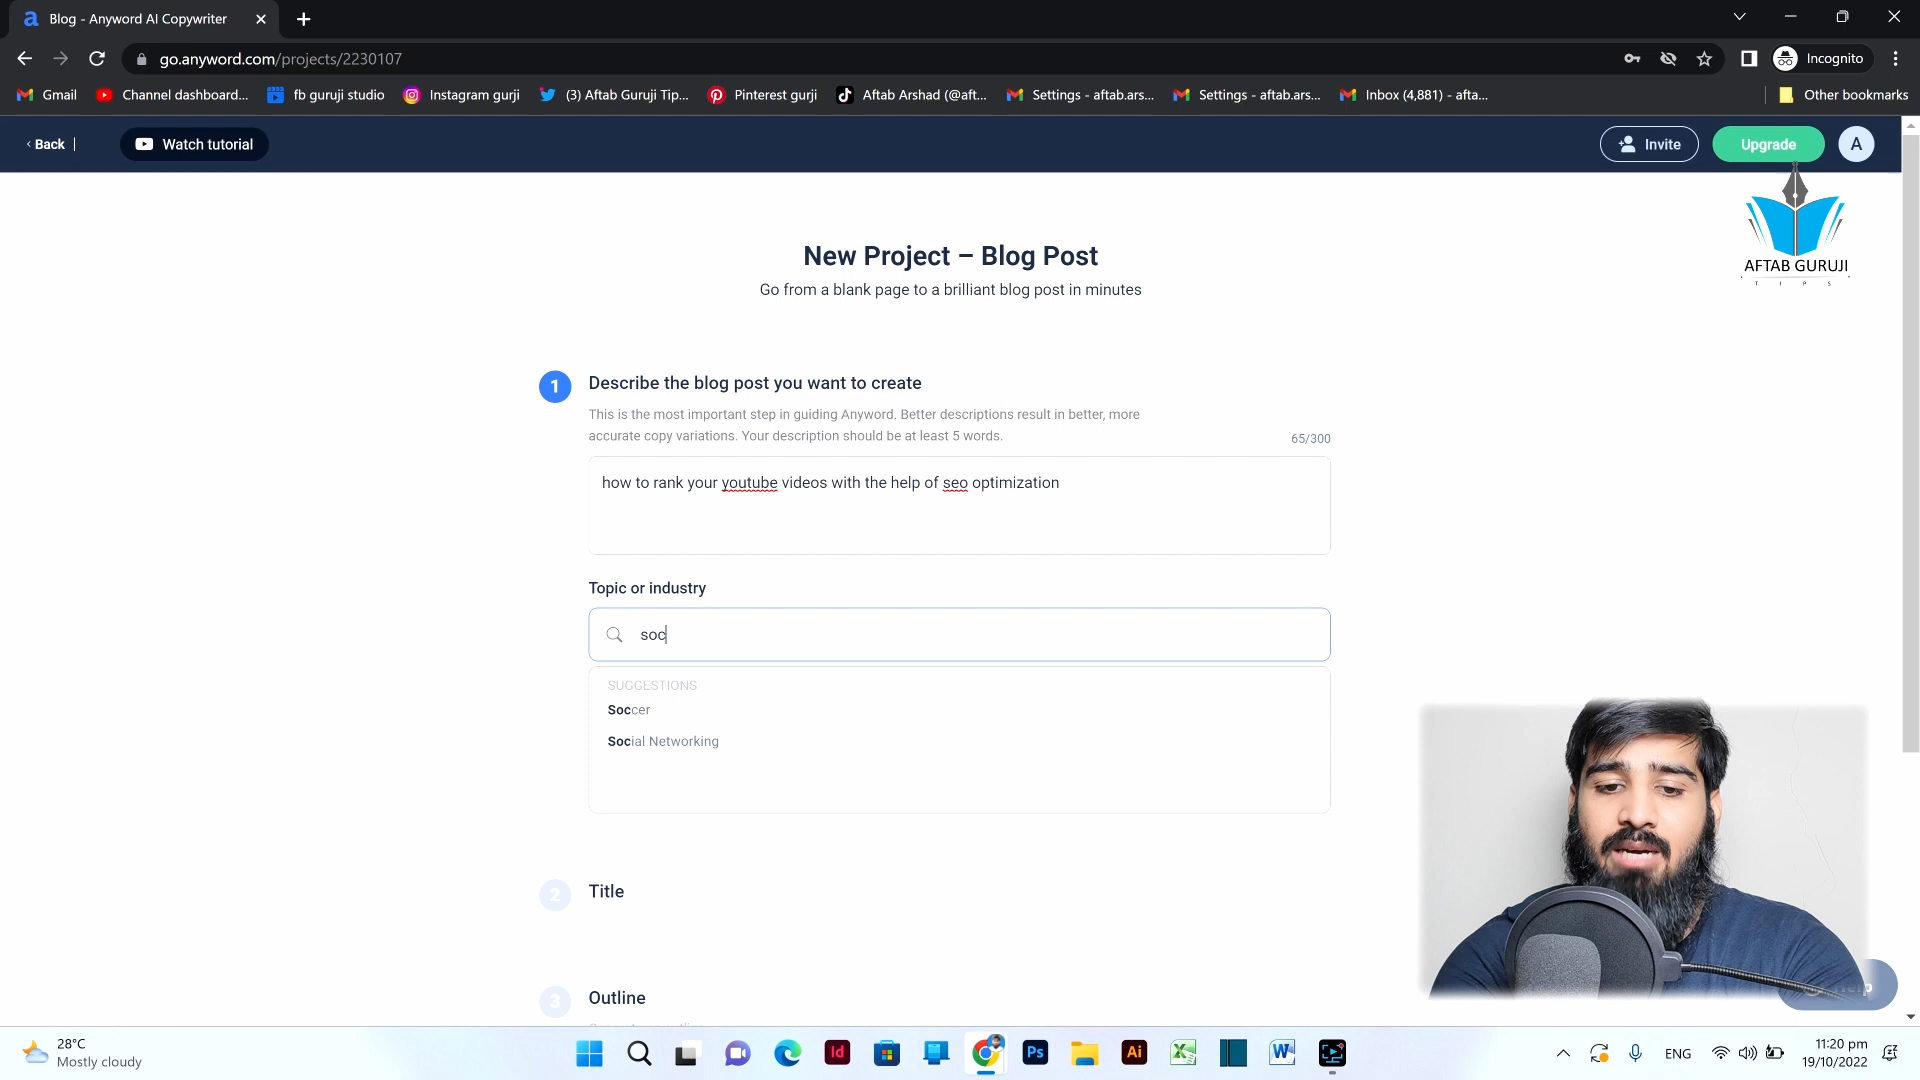 Blog - Anyword AI Copywriter
go.anyword.com/projects/2230107
Incognito
Gmail
Channel dashboard...
fb guruji studio
Instagram gurji
(3) Aftab Guruji Tip...
Pinterest gurji
Aftab Arshad (@aft...
Settings - aftab.ars...
Settings - aftab.ars...
Inbox (4,881) - afta...
Other bookmarks
Back
Watch tutorial
Invite
Upgrade
A
AFTAB GURUJI
T I P S
New Project – Blog Post
Go from a blank page to a brilliant blog post in minutes
1
Describe the blog post you want to create
This is the most important step in guiding Anyword. Better descriptions result in better, more
accurate copy variations. Your description should be at least 5 words.
65/300
how to rank your youtube videos with the help of seo optimization
Topic or industry
soc
SUGGESTIONS
Soccer
Social Networking
2
Title
3
Outline
28°C
Mostly cloudy
Id
Ps
Ai
ENG
11:20 pm
19/10/2022